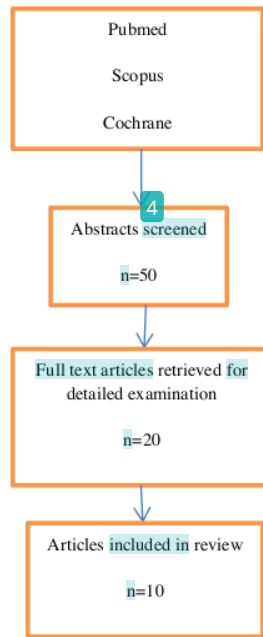 Pubmed
Scopus
Cochrane
4
Abstracts screened
n=50
Full text articles retrieved for
detailed examination
n=20
Articles included in review
n=10